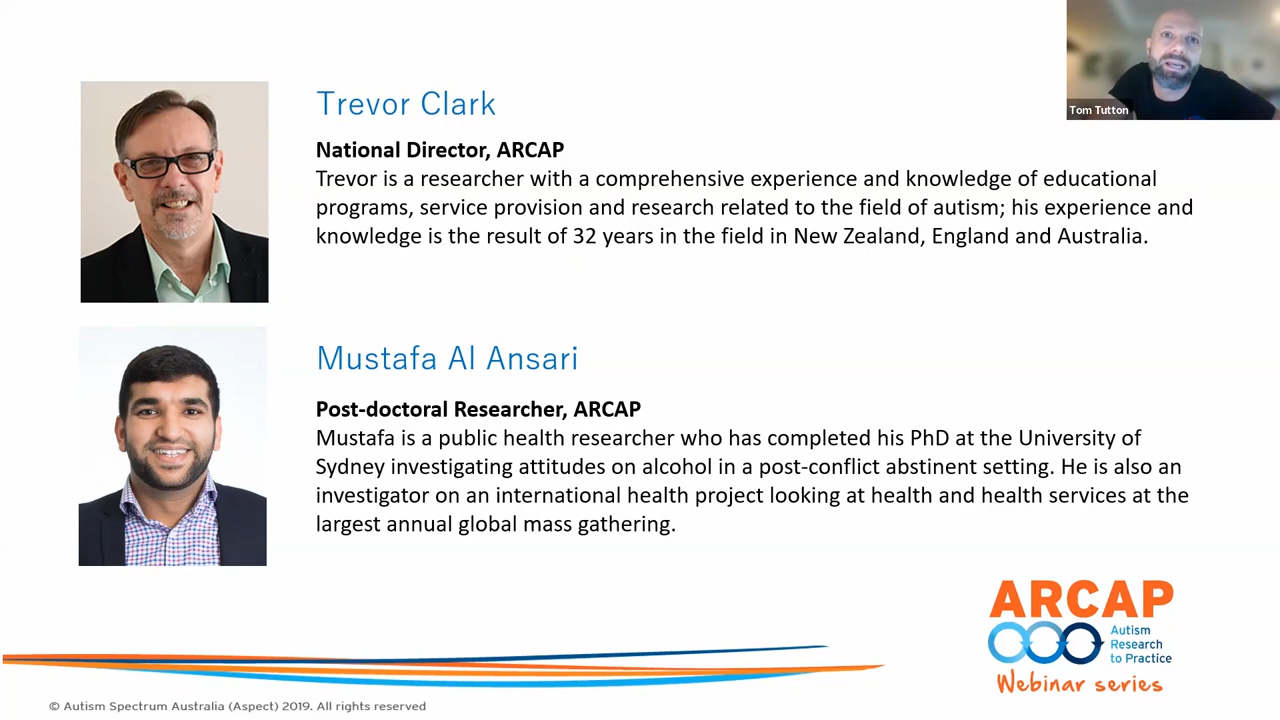 Trevor Clark
National Director, ARCAP
Trevor is a researcher with a comprehensive experience and knowledge of educational
programs, service provision and research related to the field of autism; his experience and
knowledge is the result of 32 years in the field in New Zealand, England and Australia.
Tom Tutton
Mustafa Al Ansari
Post-doctoral Researcher, ARCAP
Mustafa is a public health researcher who has completed his PhD at the University of
Sydney investigating attitudes on alcohol in a post-conflict abstinent setting. He is also an
investigator on an international health project looking at health and health services at the
largest annual global mass gathering.
ARCAP
Autism
Research
to Practice
Webinar series
© Autism Spectrum Australia (Aspect) 2019. All rights reserved